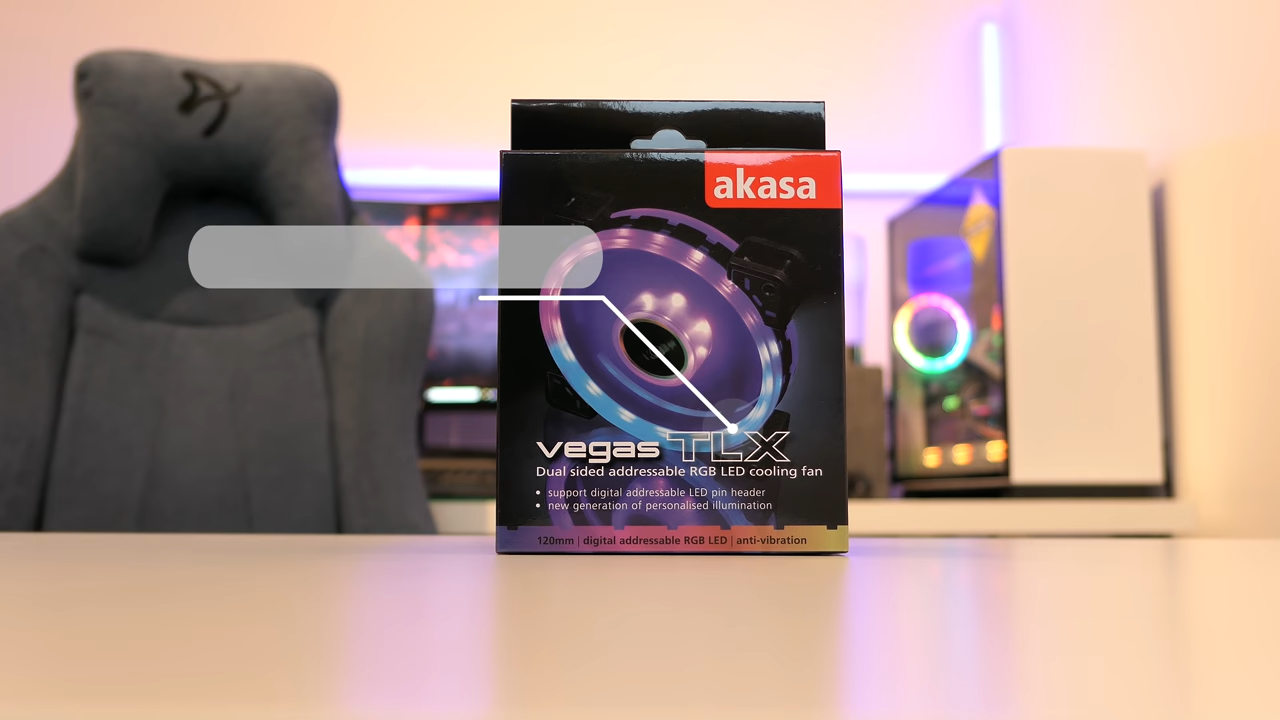 akasa
vegas TLX
Dual sided addressable RGB LED cooling fan
• support digital addressable LED pin header
• new generation of personalised illumination
120mm | digital addressable RGB LED | anti-vibration